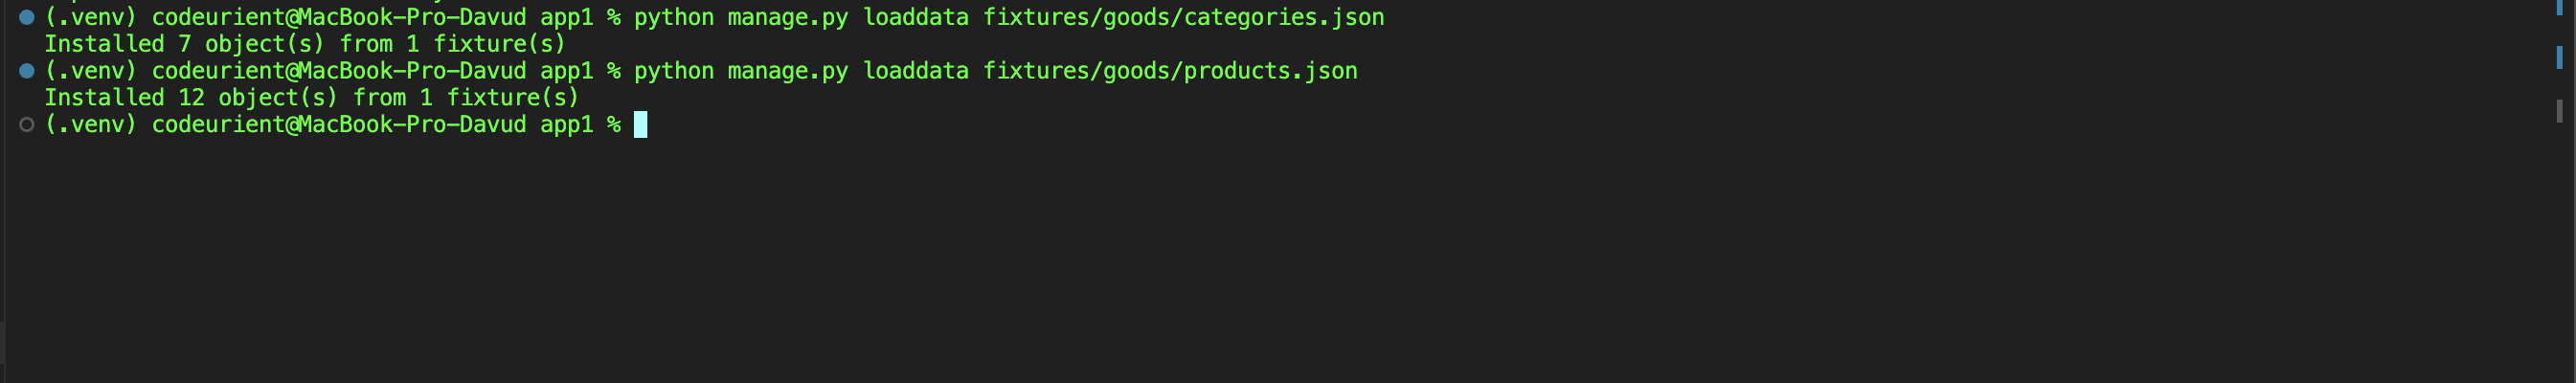 (.venv) codeurient@MacBook-Pro-Davud app1 % python manage.py loaddata fixtures/goods/categories.json
Installed 7 object(s) from 1 fixture(s)
(.venv) codeurient@MacBook-Pro-Davud app1 % python manage.py loaddata fixtures/goods/products.json
Installed 12 object(s) from 1 fixture(s)
(.venv) codeurient@MacBook-Pro-Davud app1 %